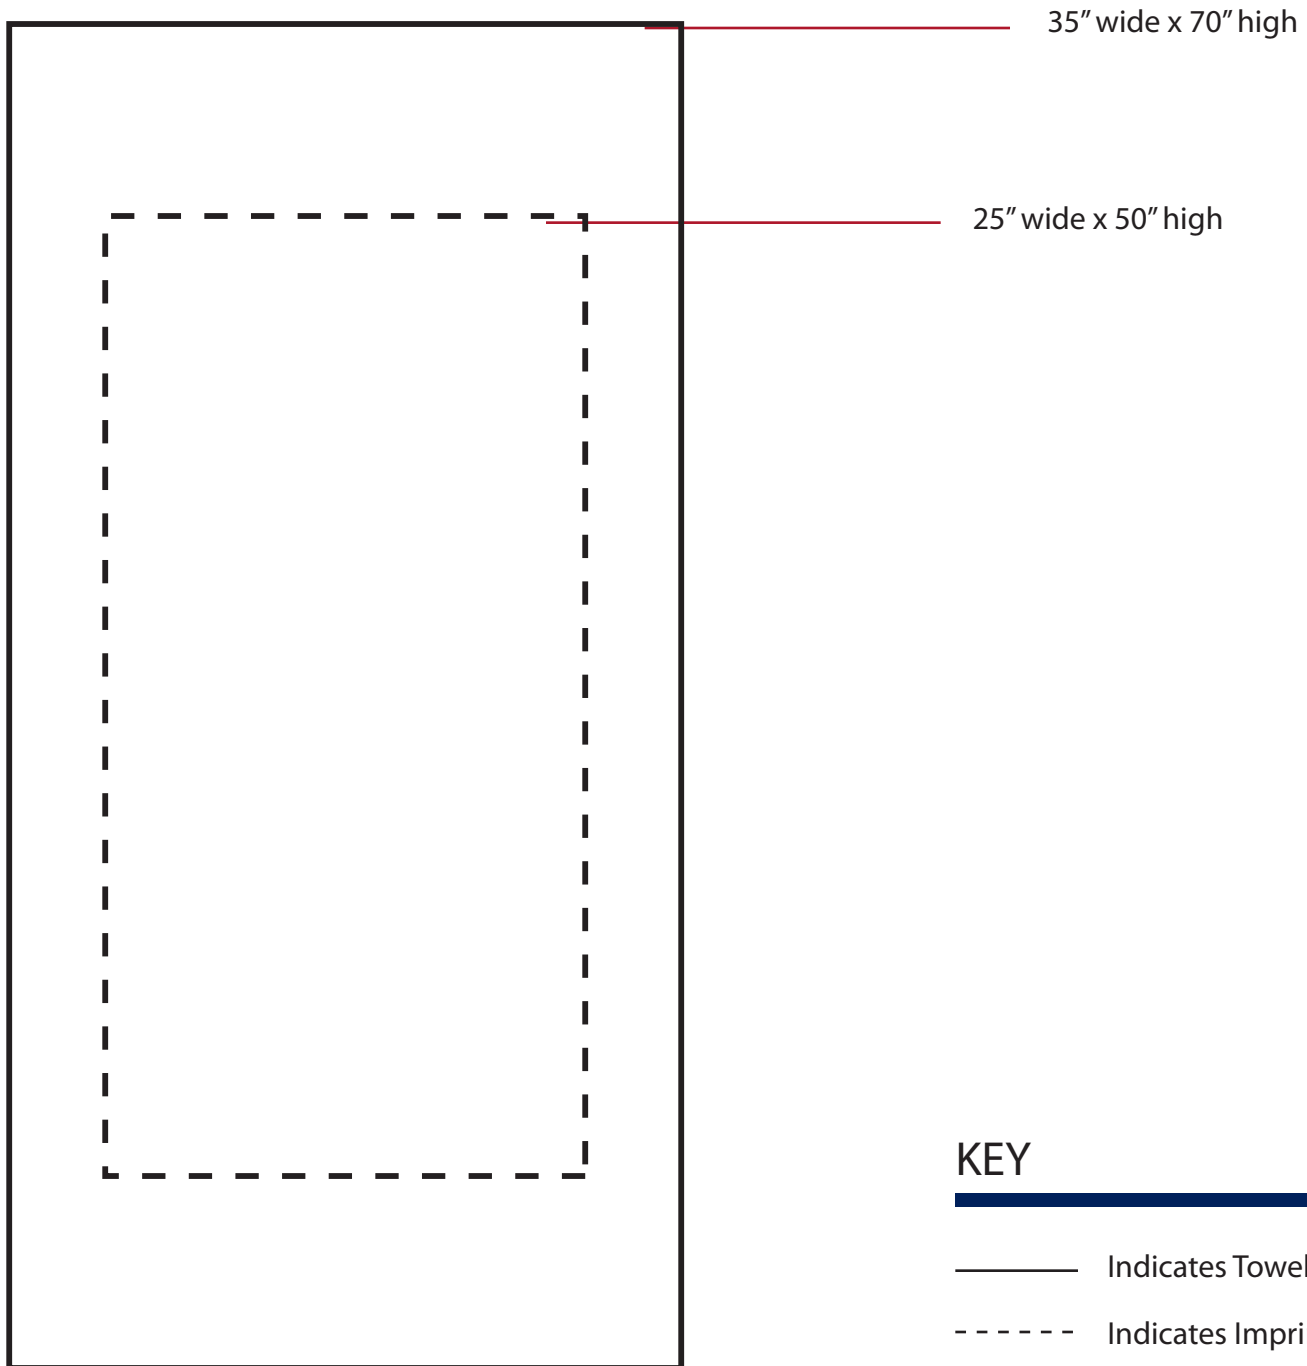 35” wide x 70” high
25” wide x 50” high
KEY
Indicates Towel
Indicates Impri